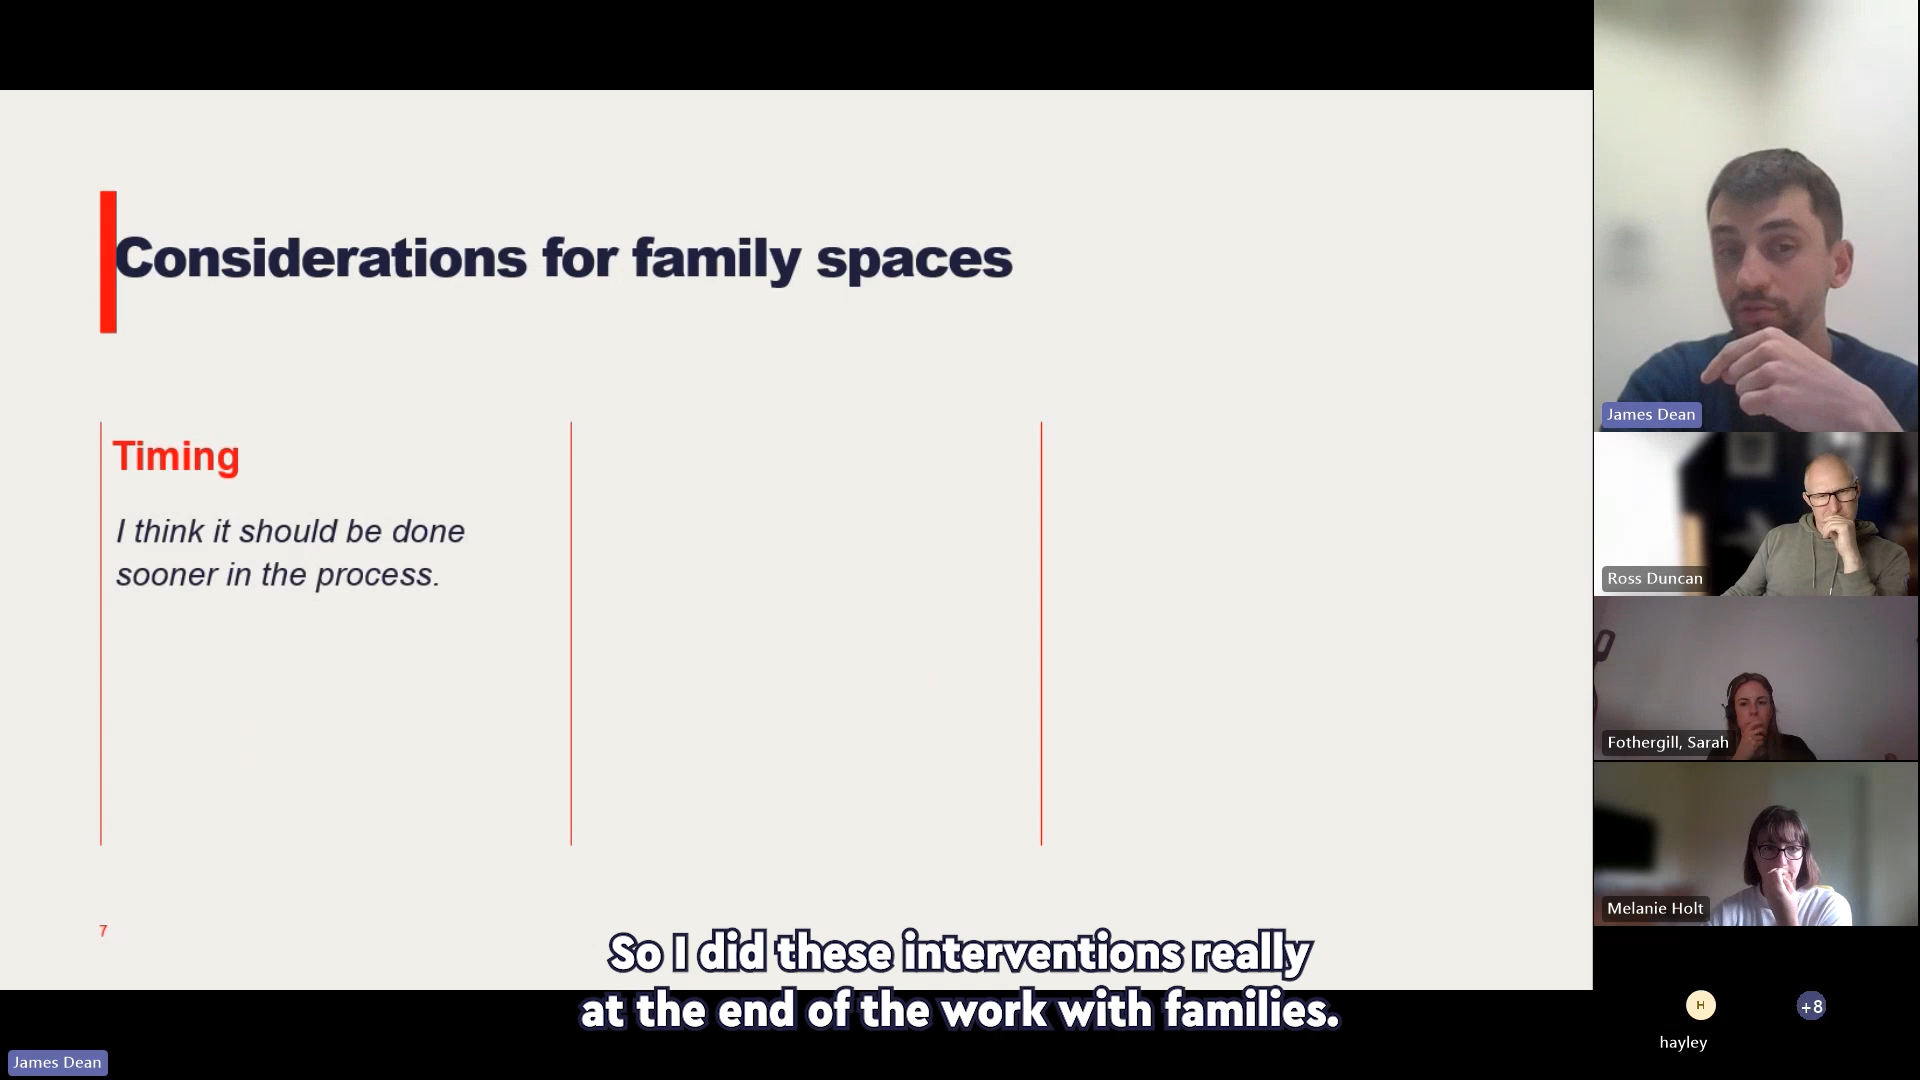 Considerations for family spaces
Timing
I think it should be done
sooner in the process.
7
So I did these interventions really
at the end of the work with families.
James Dean
James Dean
Ross Duncan
Fothergill, Sarah
Melanie Holt
H
+8
hayley